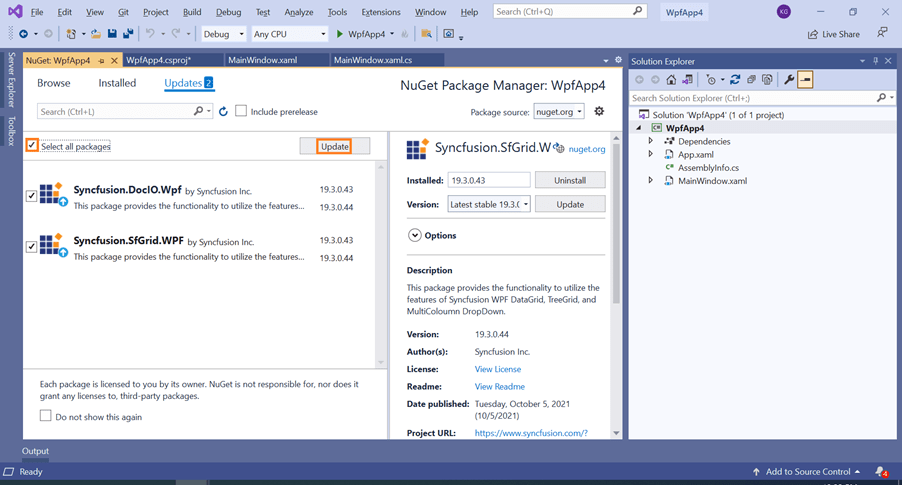 File Edit View Git Project Build Debug Test Analyze Tools Extensions Window Help Search (Ctrl+Q) WpfApp4 KG
Debug Any CPU WpfApp4 Live Share
NuGet: WpfApp4 WpfApp4.csproj* MainWindow.xaml MainWindow.xaml.cs
Server Explorer
Toolbox
Browse Installed Updates 2
NuGet Package Manager: WpfApp4
Search (Ctrl+L) Include prerelease
Package source: nuget.org
Select all packages Update
Syncfusion.DocIO.Wpf by Syncfusion Inc. 19.3.0.43
This package provides the functionality to utilize the features... 19.3.0.44
Syncfusion.SfGrid.WPF by Syncfusion Inc. 19.3.0.43
This package provides the functionality to utilize the features... 19.3.0.44
Each package is licensed to you by its owner. NuGet is not responsible for, nor does it
grant any licenses to, third-party packages.
Do not show this again
Syncfusion.SfGrid.W nuget.org
Installed: 19.3.0.43 Uninstall
Version: Latest stable 19.3.( Update
Options
Description
This package provides the functionality to utilize the
features of Syncfusion WPF DataGrid, TreeGrid, and
MultiColoumn DropDown.
Version: 19.3.0.44
Author(s): Syncfusion Inc.
License: View License
Readme: View Readme
Date published: Tuesday, October 5, 2021
(10/5/2021)
Project URL: https://www.syncfusion.com/?
Solution Explorer
Search Solution Explorer (Ctrl+;)
Solution 'WpfApp4' (1 of 1 project)
C# WpfApp4
Dependencies
App.xaml
C# AssemblyInfo.cs
MainWindow.xaml
Output
Ready Add to Source Control 4